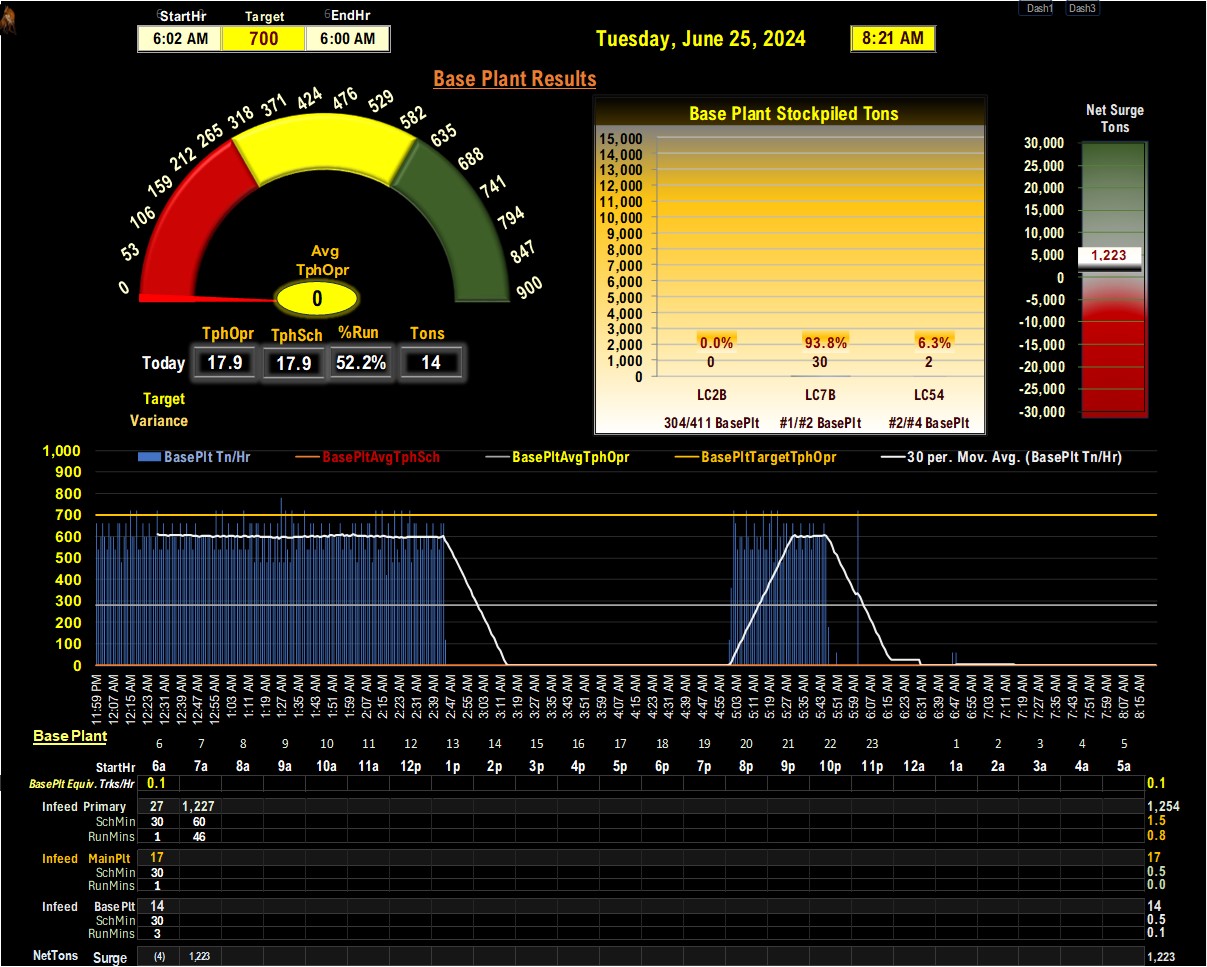 Dash1 Dash3
StartHr Target EndHr
6:02 AM 700 6:00 AM
Tuesday, June 25, 2024 8:21 AM
Base Plant Results
0 53 106 159 212 265 318 371 424 476 529 582 635 688 741 794 847 900
Avg
TphOpr
0
TphOpr TphSch %Run Tons
Today 17.9 17.9 52.2% 14
Target
Variance
Base Plant Stockpiled Tons
15,000
14,000
13,000
12,000
11,000
10,000
9,000
8,000
7,000
6,000
5,000
4,000
3,000
2,000
1,000
0
0.0% 93.8% 6.3%
0 30 2
LC2B LC7B LC54
304/411 BasePlt #1/#2 BasePlt #2/#4 BasePlt
Net Surge
Tons
30,000
25,000
20,000
15,000
10,000
5,000
0
-5,000
-10,000
-15,000
-20,000
-25,000
-30,000
1,223
BasePlt Tn/Hr BasePltAvgTphSch BasePltAvgTphOpr BasePltTargetTphOpr 30 per. Mov. Avg. (BasePlt Tn/Hr)
1,000
900
800
700
600
500
400
300
200
100
0
11:59 PM 12:07 AM 12:15 AM 12:23 AM 12:31 AM 12:39 AM 12:47 AM 12:55 AM 1:03 AM 1:11 AM 1:19 AM 1:27 AM 1:35 AM 1:43 AM 1:51 AM 1:59 AM 2:07 AM 2:15 AM 2:23 AM 2:31 AM 2:39 AM 2:47 AM 2:55 AM 3:03 AM 3:11 AM 3:19 AM 3:27 AM 3:35 AM 3:43 AM 3:51 AM 3:59 AM 4:07 AM 4:15 AM 4:23 AM 4:31 AM 4:39 AM 4:47 AM 4:55 AM 5:03 AM 5:11 AM 5:19 AM 5:27 AM 5:35 AM 5:43 AM 5:51 AM 5:59 AM 6:07 AM 6:15 AM 6:23 AM 6:31 AM 6:39 AM 6:47 AM 6:55 AM 7:03 AM 7:11 AM 7:19 AM 7:27 AM 7:35 AM 7:43 AM 7:51 AM 7:59 AM 8:07 AM 8:15 AM
Base Plant
6 7 8 9 10 11 12 13 14 15 16 17 18 19 20 21 22 23 1 2 3 4 5
StartHr 6a 7a 8a 9a 10a 11a 12p 1p 2p 3p 4p 5p 6p 7p 8p 9p 10p 11p 12a 1a 2a 3a 4a 5a
BasePlt Equiv. Trks/Hr 0.1 0.1
Infeed Primary 27 1,227 1,254
SchMin 30 60 1.5
RunMins 1 46 0.8
Infeed MainPlt 17 17
SchMin 30 0.5
RunMins 1 0.0
Infeed BasePlt 14 14
SchMin 30 0.5
RunMins 3 0.1
NetTons Surge (4) 1,223 1,223